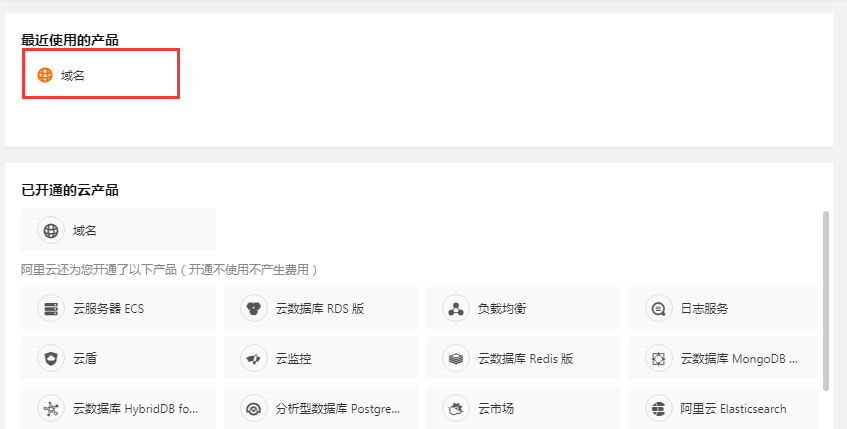 最近使用的产品
域名
已开通的云产品
域名
阿里云还为您开通了以下产品（开通不使用不产生费用）
云服务器 ECS 云数据库 RDS 版 负载均衡 日志服务
云盾 云监控 云数据库 Redis 版 云数据库 MongoDB ...
云数据库 HybridDB fo... 分析型数据库 Postgre... 云市场 阿里云 Elasticsearch